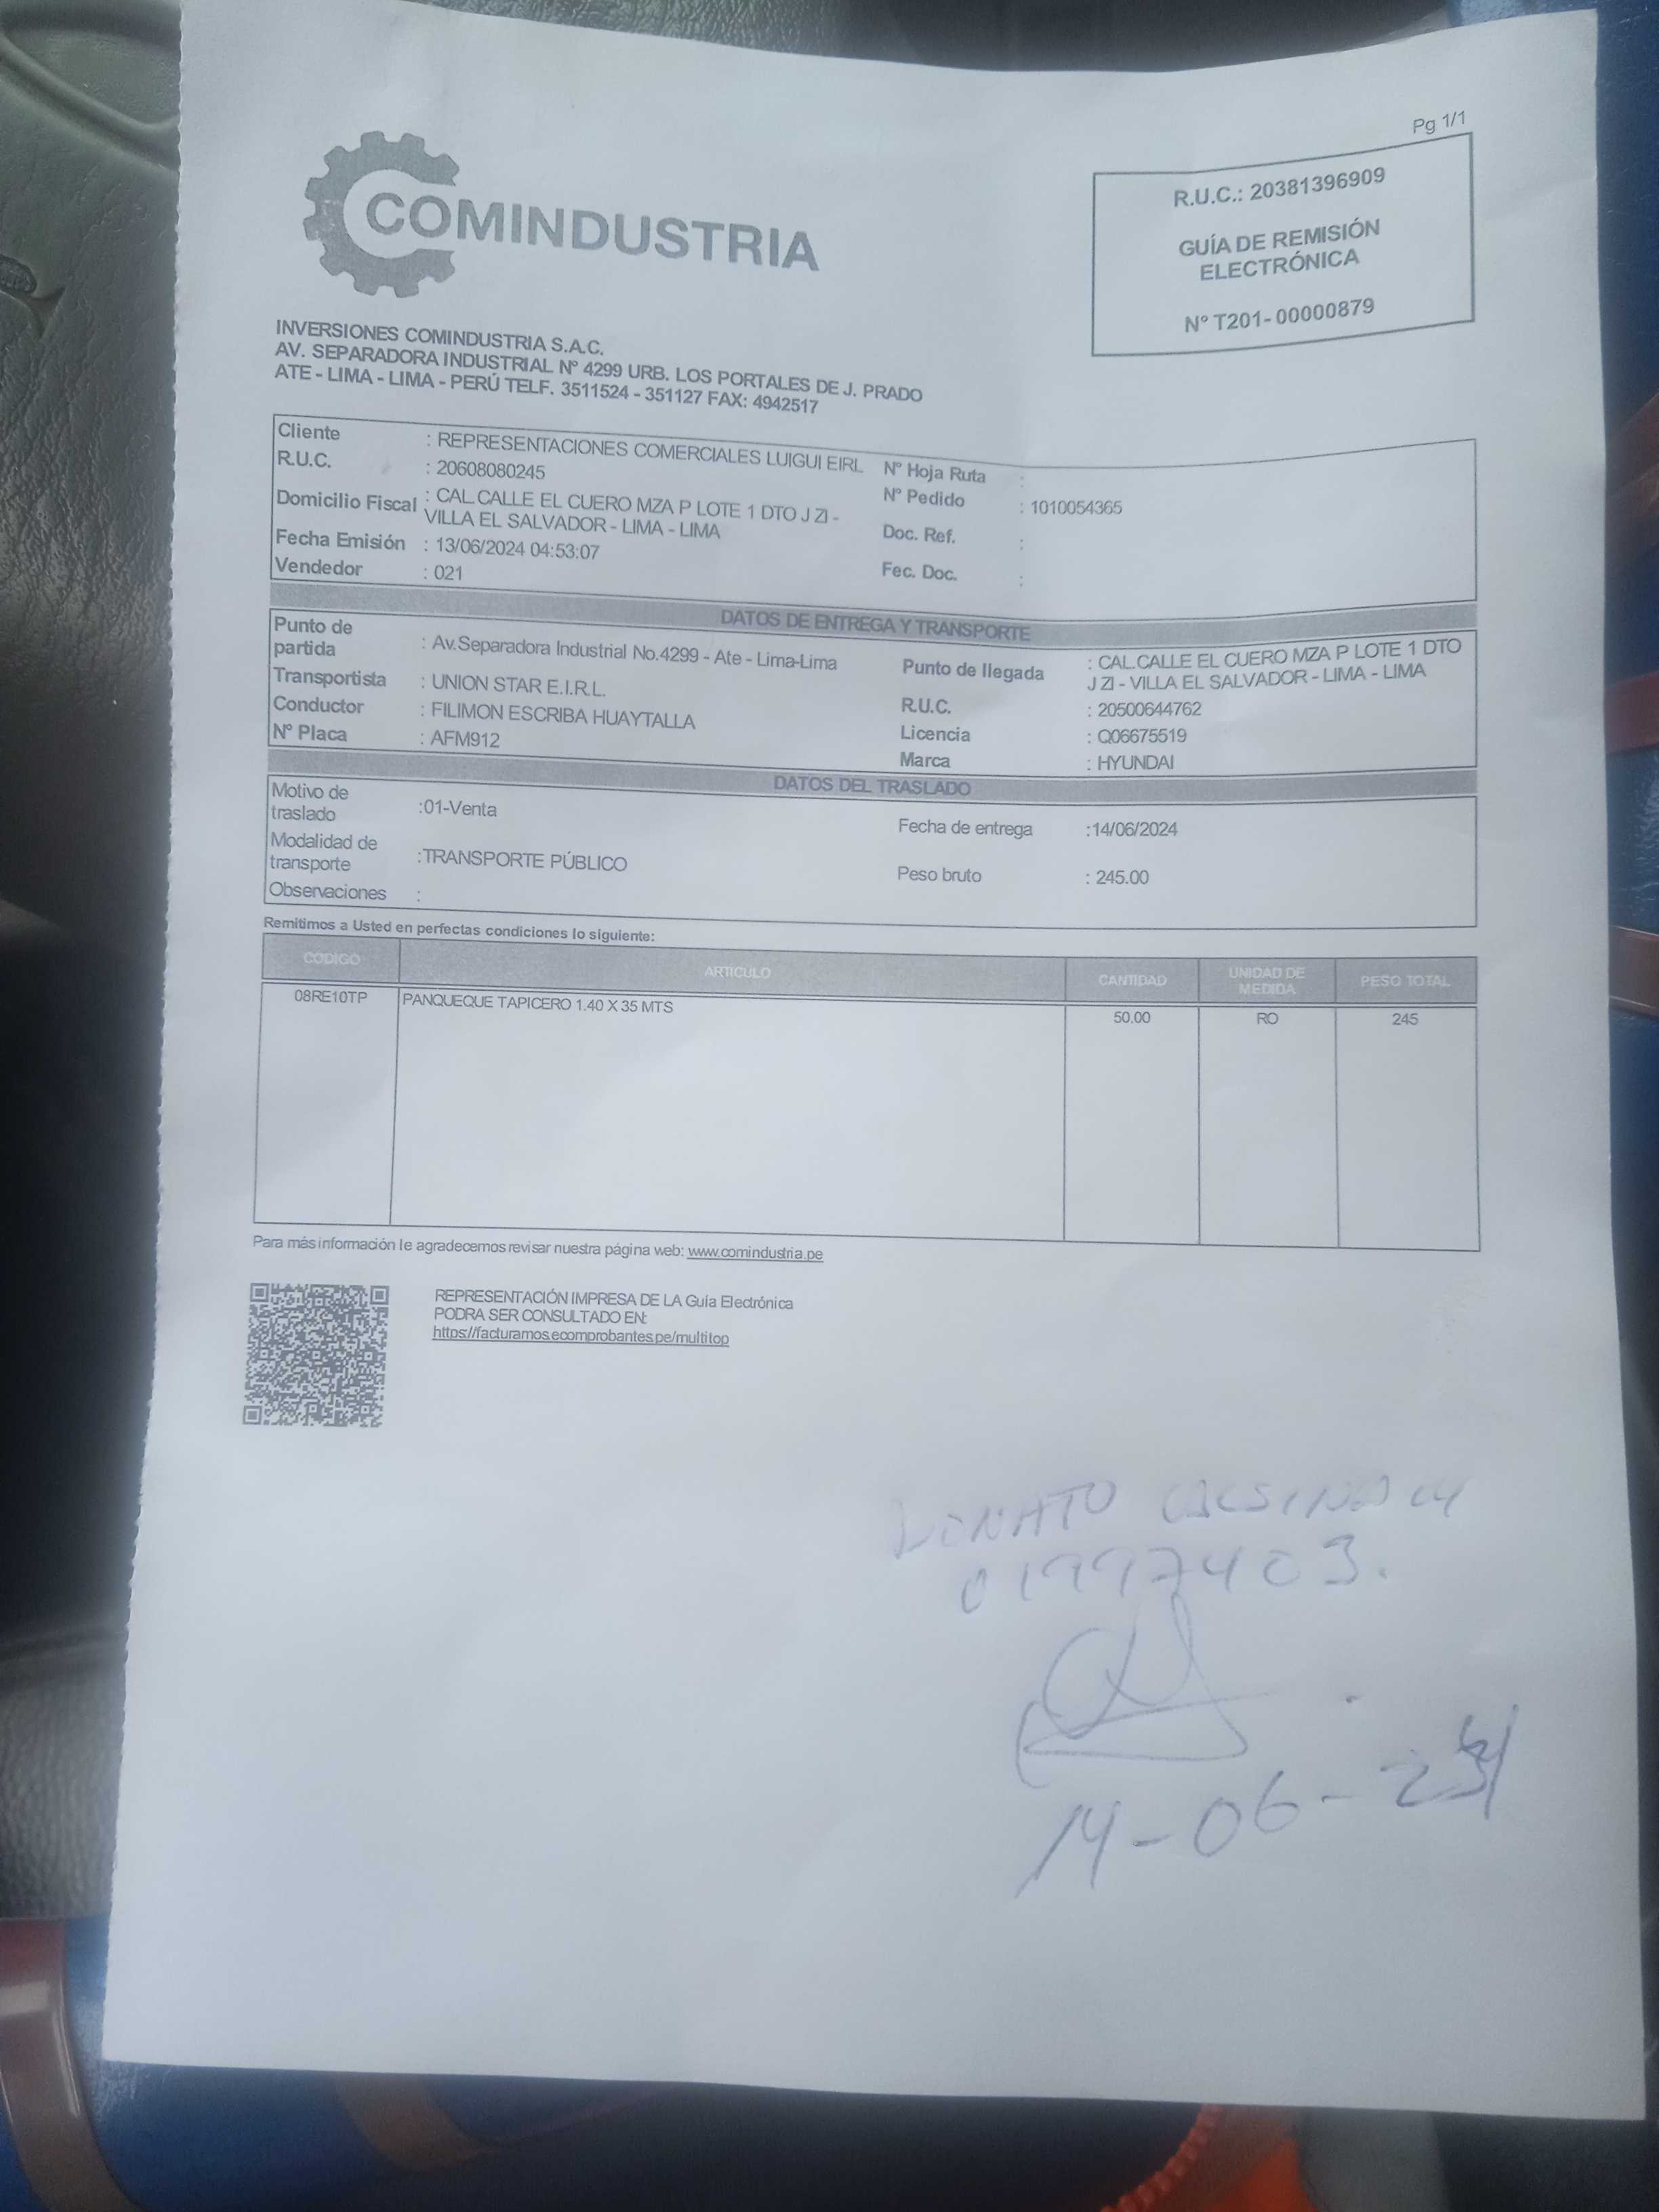 Pg 1/1
COMINDUSTRIA
R.U.C.: 20381396909
GUÍA DE REMISIÓN
ELECTRÓNICA
Nº T201- 00000879
INVERSIONES COMINDUSTRIA S.A.C.
AV. SEPARADORA INDUSTRIAL Nº 4299 URB. LOS PORTALES DE J. PRADO
ATE - LIMA - LIMA - PERÚ TELF. 3511524 - 351127 FAX: 4942517
Cliente : REPRESENTACIONES COMERCIALES LUIGUI EIRL Nº Hoja Ruta :
R.U.C. : 20608080245 Nº Pedido : 1010054365
Domicilio Fiscal : CAL.CALLE EL CUERO MZA P LOTE 1 DTO J ZI -
VILLA EL SALVADOR - LIMA - LIMA Doc. Ref. :
Fecha Emisión : 13/06/2024 04:53:07 Fec. Doc. :
Vendedor : 021
DATOS DE ENTREGA Y TRANSPORTE
Punto de
partida : Av.Separadora Industrial No.4299 - Ate - Lima-Lima Punto de llegada : CAL.CALLE EL CUERO MZA P LOTE 1 DTO
J ZI - VILLA EL SALVADOR - LIMA - LIMA
Transportista : UNION STAR E.I.R.L. R.U.C. : 20500644762
Conductor : FILIMON ESCRIBA HUAYTALLA Licencia : Q06675519
Nº Placa : AFM912 Marca : HYUNDAI
DATOS DEL TRASLADO
Motivo de
traslado :01-Venta Fecha de entrega :14/06/2024
Modalidad de
transporte :TRANSPORTE PÚBLICO Peso bruto : 245.00
Observaciones :
Remitimos a Usted en perfectas condiciones lo siguiente:
CODIGO ARTICULO CANTIDAD UNIDAD DE MEDIDA PESO TOTAL
08RE10TP PANQUEQUE TAPICERO 1.40 X 35 MTS 50.00 RO 245
Para más información le agradecemos revisar nuestra página web: www.comindustria.pe
REPRESENTACIÓN IMPRESA DE LA Guía Electrónica
PODRA SER CONSULTADO EN:
https://facturamos.ecomprobantes.pe/multitop
01997403.
14-06-